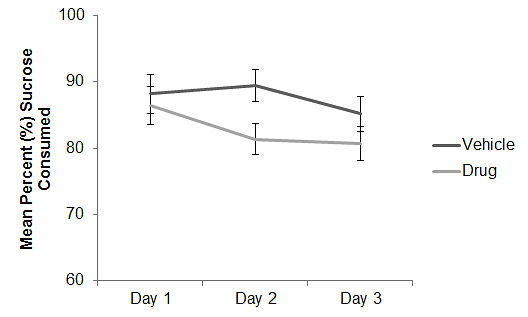 100
90
80
70
60
Mean Percent (%) Sucrose
Consumed
Day 1
Day 2
Day 3
Vehicle
Drug